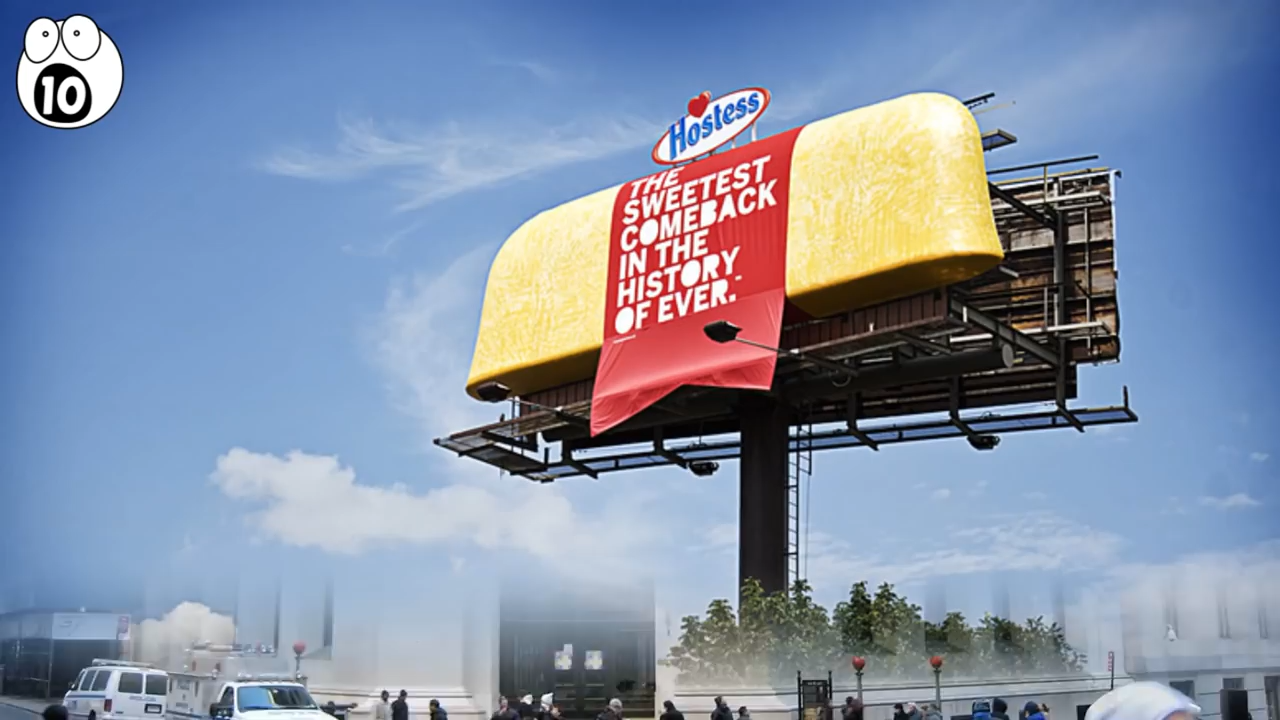 10
Hostess
THE
SWEETEST
COMEBACK
IN THE
HISTORY
OF EVER.